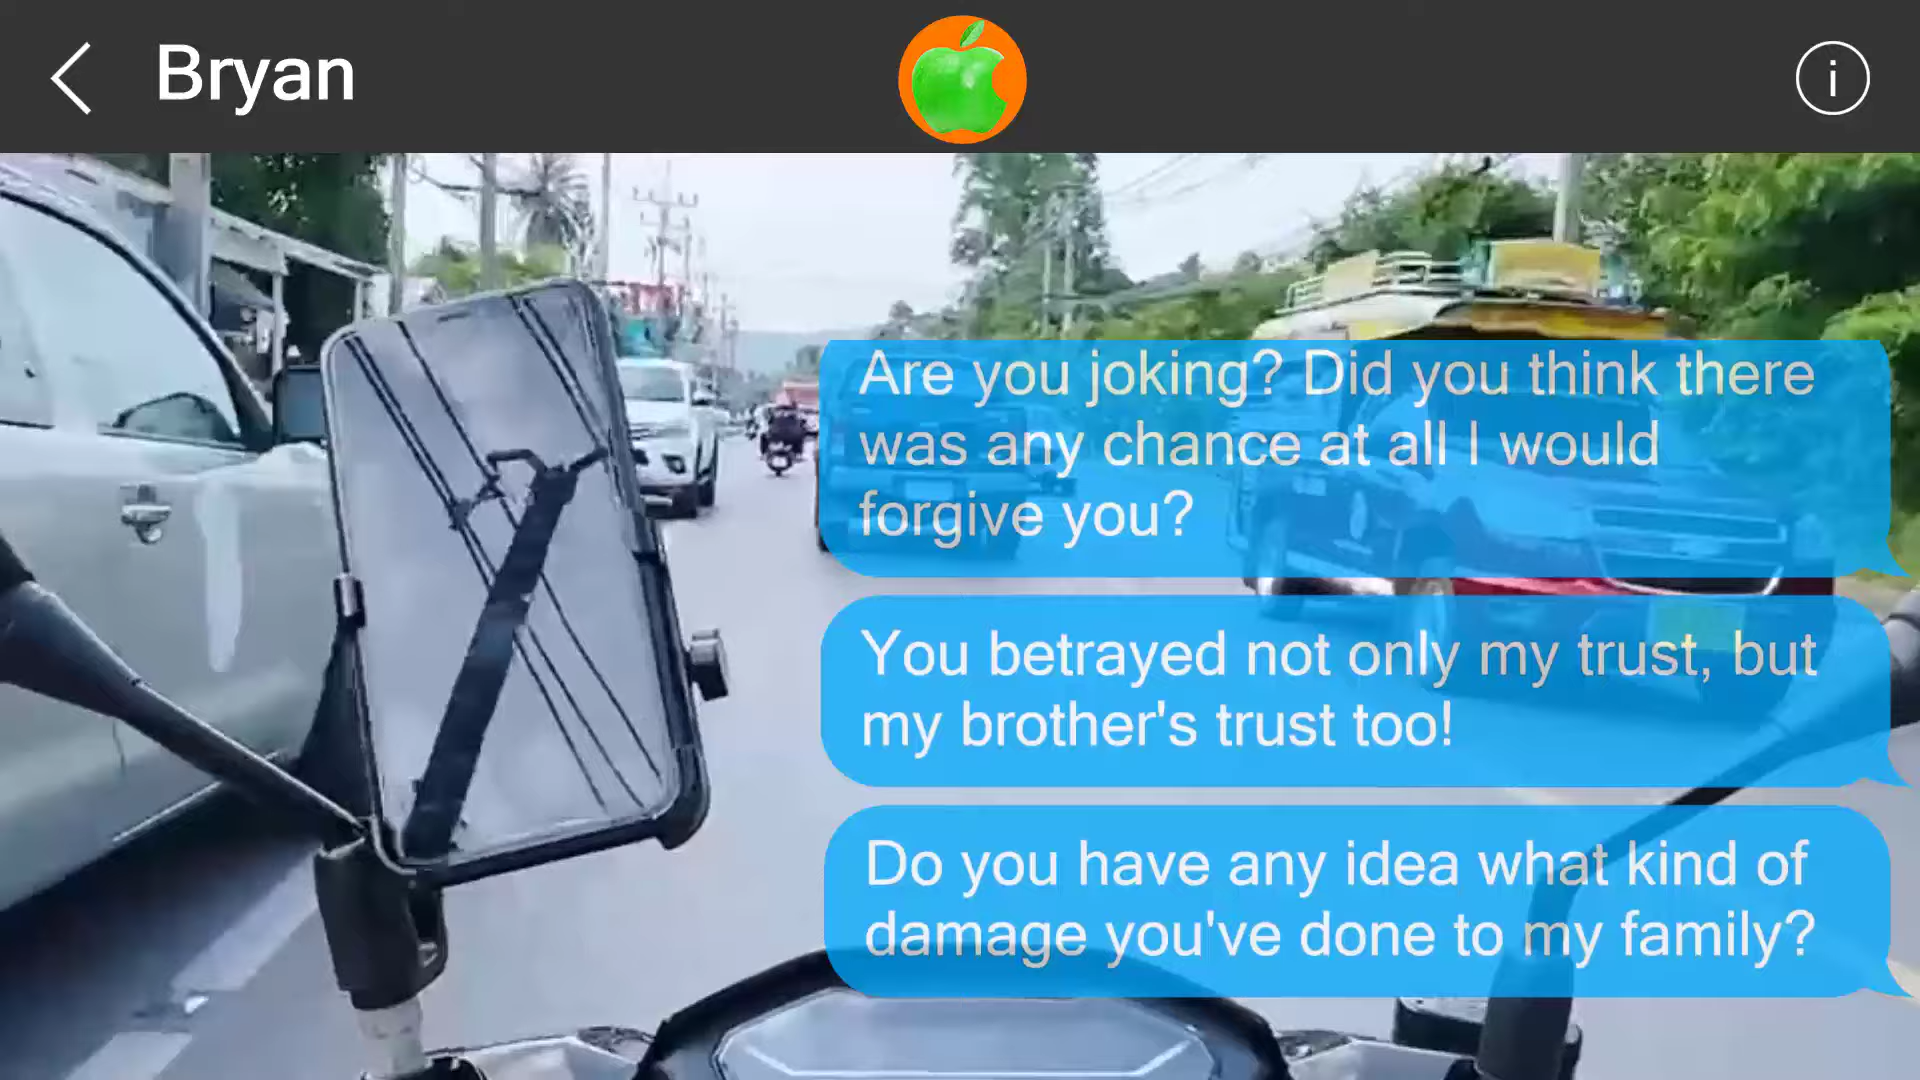 Bryan
Are you joking? Did you think there
was any chance at all I would
forgive you?
You betrayed not only my trust, but
my brother's trust too!
Do you have any idea what kind of
damage you've done to my family?